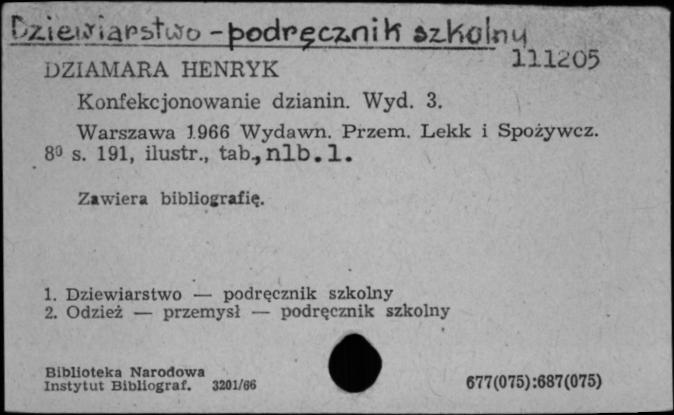 Dziewiarstwo - podręcznik szkolny
111205
DZIAMARA HENRYK
Konfekcjonowanie dzianin. Wyd. 3.
Warszawa 1966 Wydawn. Przem. Lekk i Spożywcz.
8⁰ s. 191, ilustr., tab., nlb. 1.
Zawiera bibliografię.
1. Dziewiarstwo — podręcznik szkolny
2. Odzież — przemysł — podręcznik szkolny
Biblioteka Narodowa
Instytut Bibliograf. 3201/66
677(075):687(075)